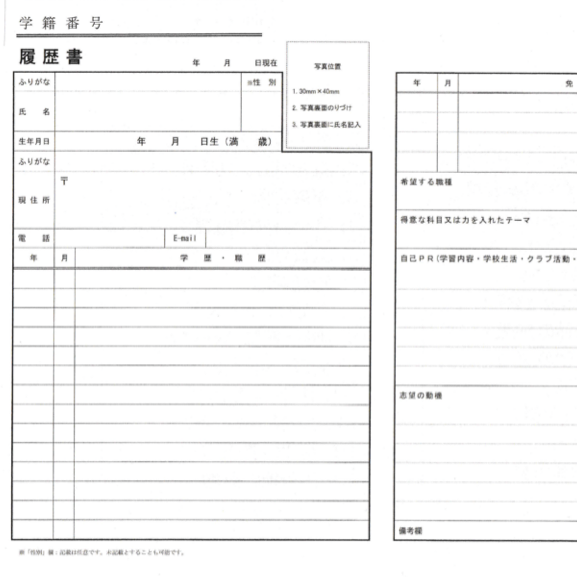 学籍番号
履歴書
年 月 日現在
写真位置
1. 30mm×40mm
2. 写真裏面のりづけ
3. 写真裏面に氏名記入
ふりがな
※性 別
氏 名
生年月日 年 月 日生（満 歳）
ふりがな
〒
現住所
電 話 E-mail
年 月 学 歴 ・ 職 歴
※「性別」欄：記載は任意です。未記載とすることも可能です。
年 月 免
希望する職種
得意な科目又は力を入れたテーマ
自己ＰＲ(学習内容・学校生活・クラブ活動・
志望の動機
備考欄